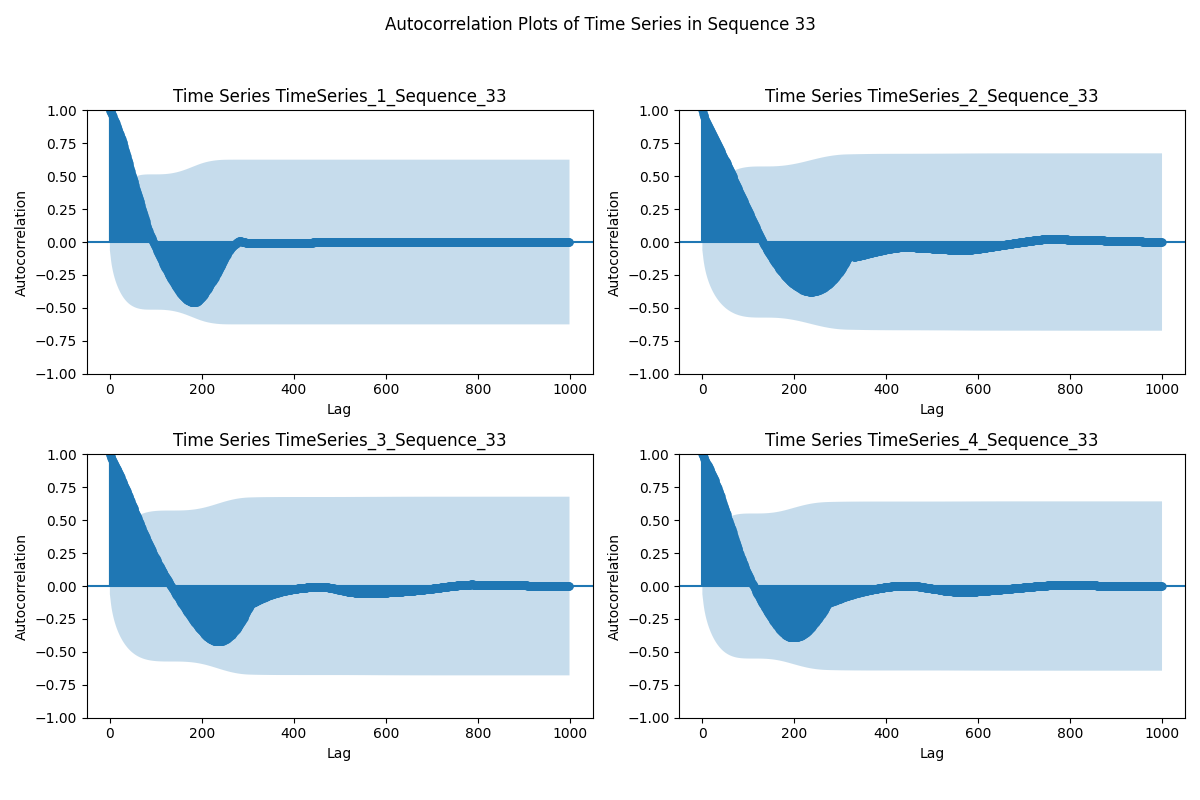 Autocorrelation Plots of Time Series in Sequence 33
Time Series TimeSeries_1_Sequence_33
1.00
0.75
0.50
0.25
0.00
−0.25
−0.50
−0.75
−1.00
Autocorrelation
0 200 400 600 800 1000
Lag
Time Series TimeSeries_2_Sequence_33
1.00
0.75
0.50
0.25
0.00
−0.25
−0.50
−0.75
−1.00
Autocorrelation
0 200 400 600 800 1000
Lag
Time Series TimeSeries_3_Sequence_33
1.00
0.75
0.50
0.25
0.00
−0.25
−0.50
−0.75
−1.00
Autocorrelation
0 200 400 600 800 1000
Lag
Time Series TimeSeries_4_Sequence_33
1.00
0.75
0.50
0.25
0.00
−0.25
−0.50
−0.75
−1.00
Autocorrelation
0 200 400 600 800 1000
Lag